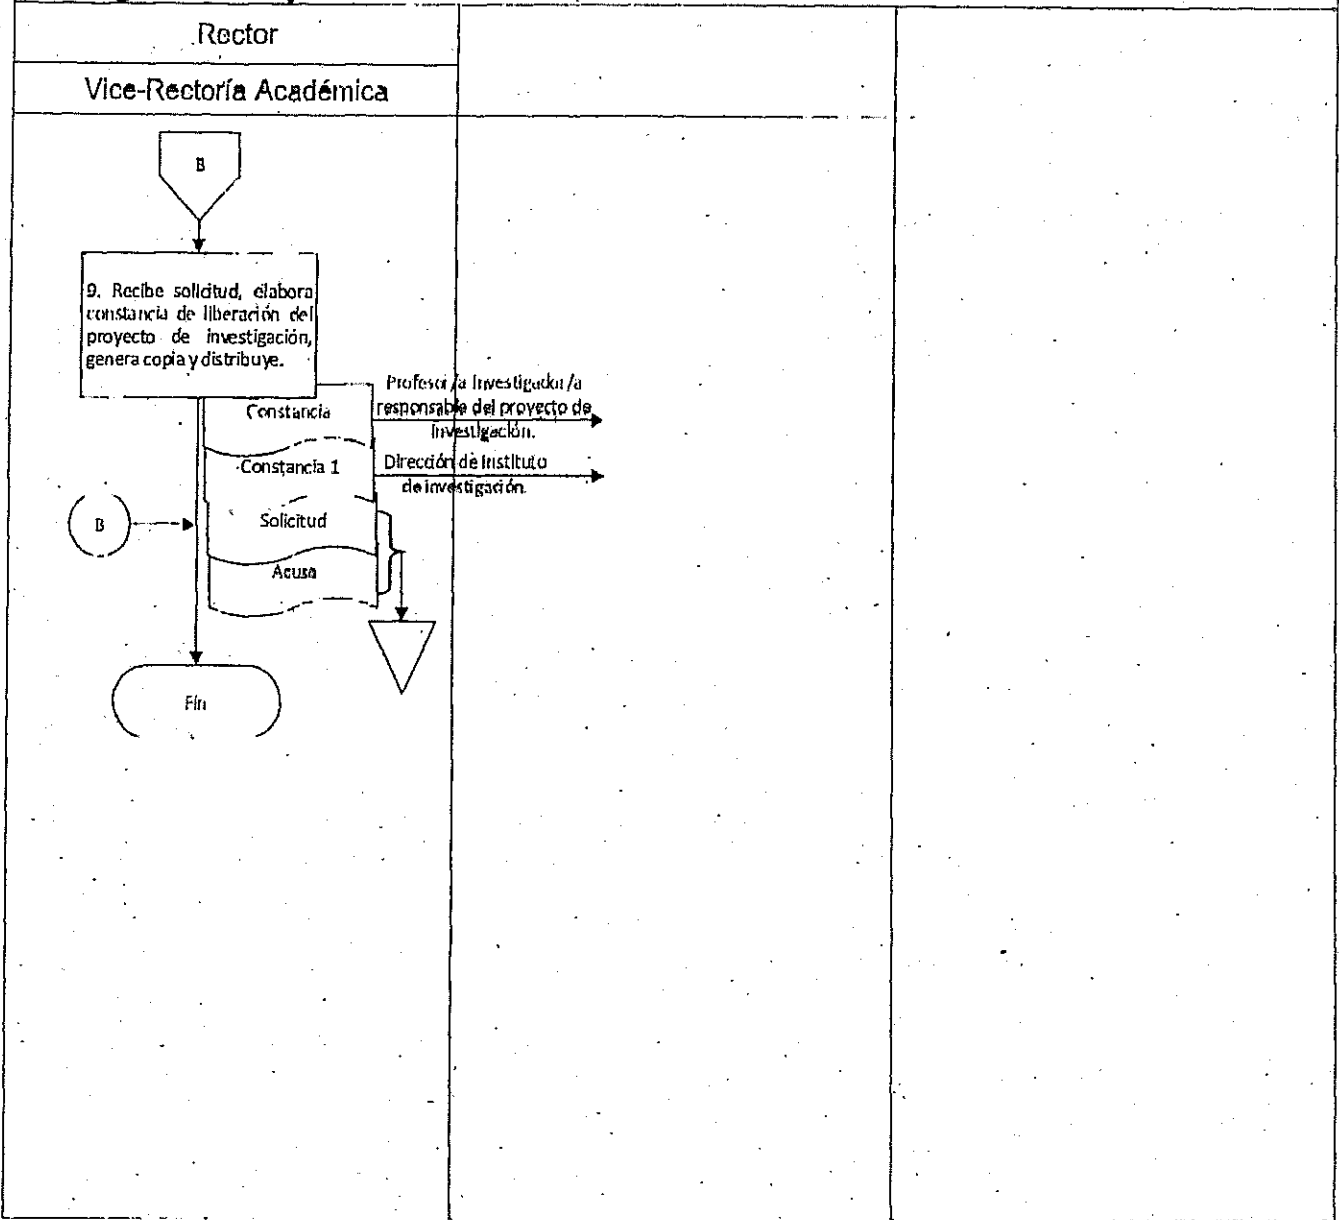 Rector
Vice-Rectoría Académica
B
9. Recibe solicitud, elabora
constancia de liberación del
proyecto de investigación,
genera copia y distribuye.
Constancia
Profesor/a Investigador/a
responsable del proyecto de
Investigación.
Constancia 1
Dirección de Instituto
de investigación.
B
Solicitud
Acuse
Fin